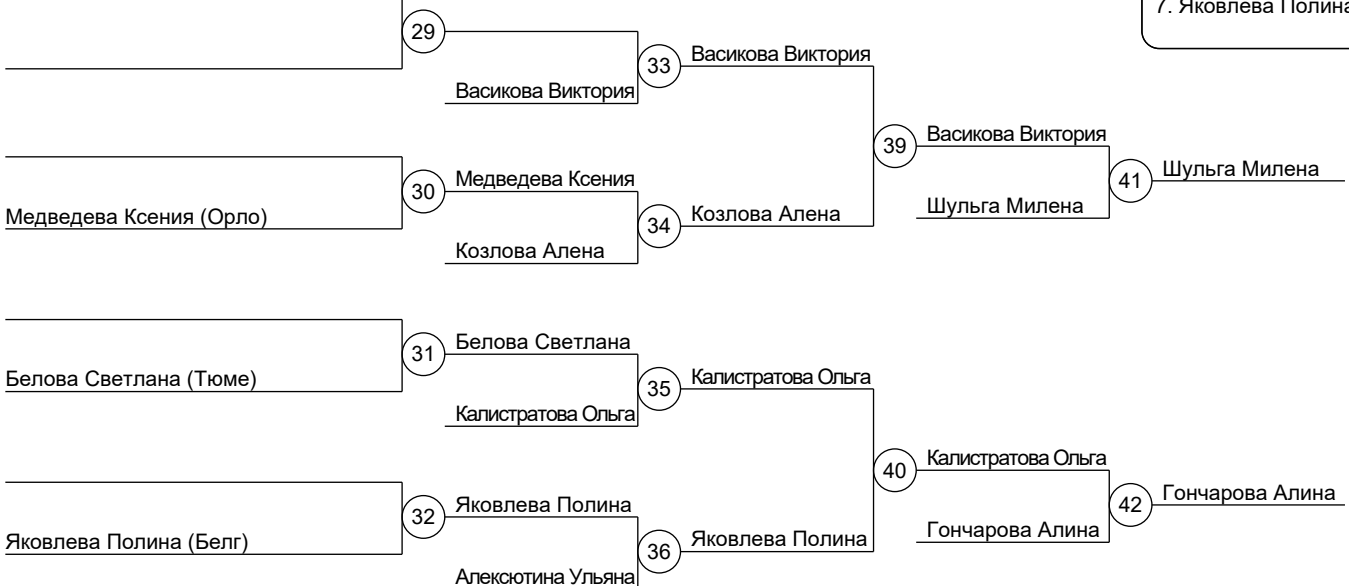 7. Яковлева Полина
29
33
Васикова Виктория
Васикова Виктория
39
Васикова Виктория
41
Шульга Милена
30
Медведева Ксения
Медведева Ксения (Орло)
34
Козлова Алена
Шульга Милена
Козлова Алена
31
Белова Светлана
Белова Светлана (Тюме)
35
Калистратова Ольга
Калистратова Ольга
40
Калистратова Ольга
42
Гончарова Алина
32
Яковлева Полина
Гончарова Алина
Яковлева Полина (Белг)
36
Яковлева Полина
Алексютина Ульяна